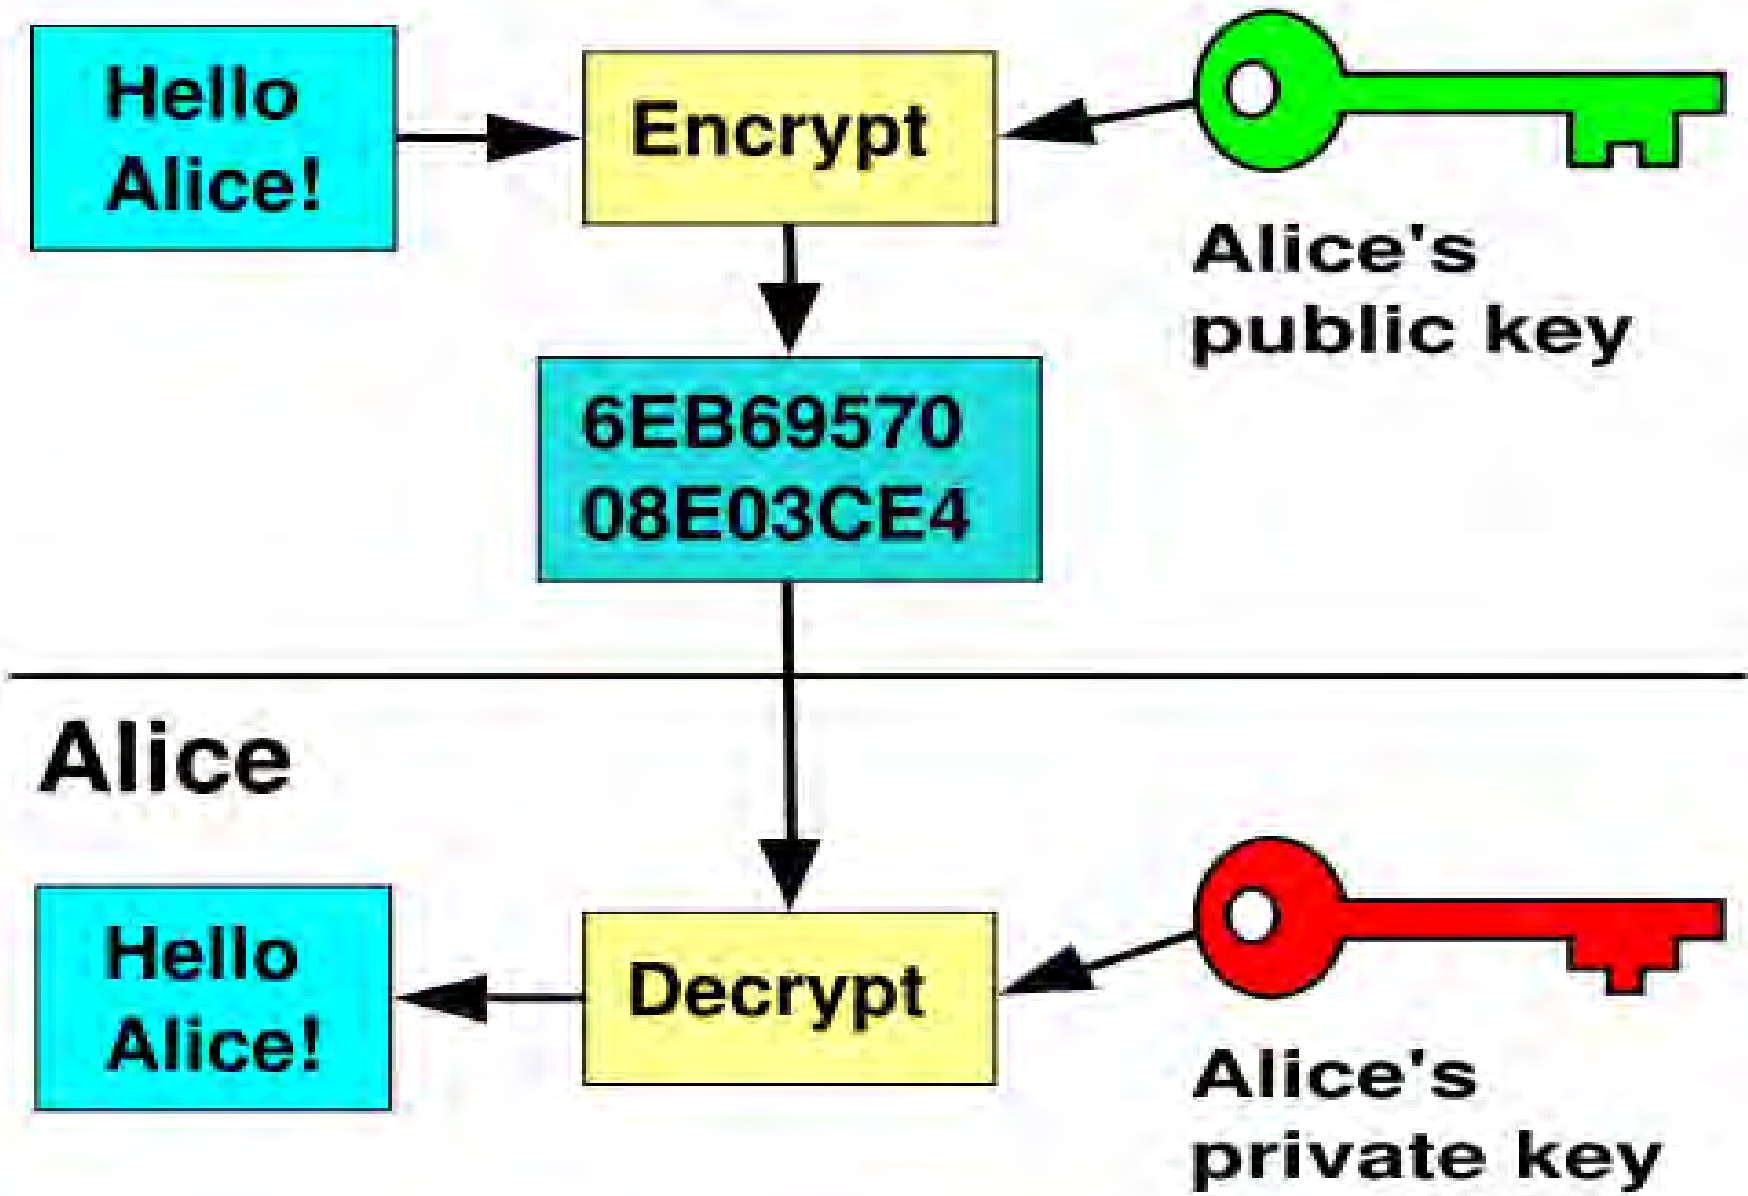 Hello
Alice!
Encrypt
Alice's
public key
6EB69570
08E03CE4
Alice
Hello
Alice!
Decrypt
Alice's
private key